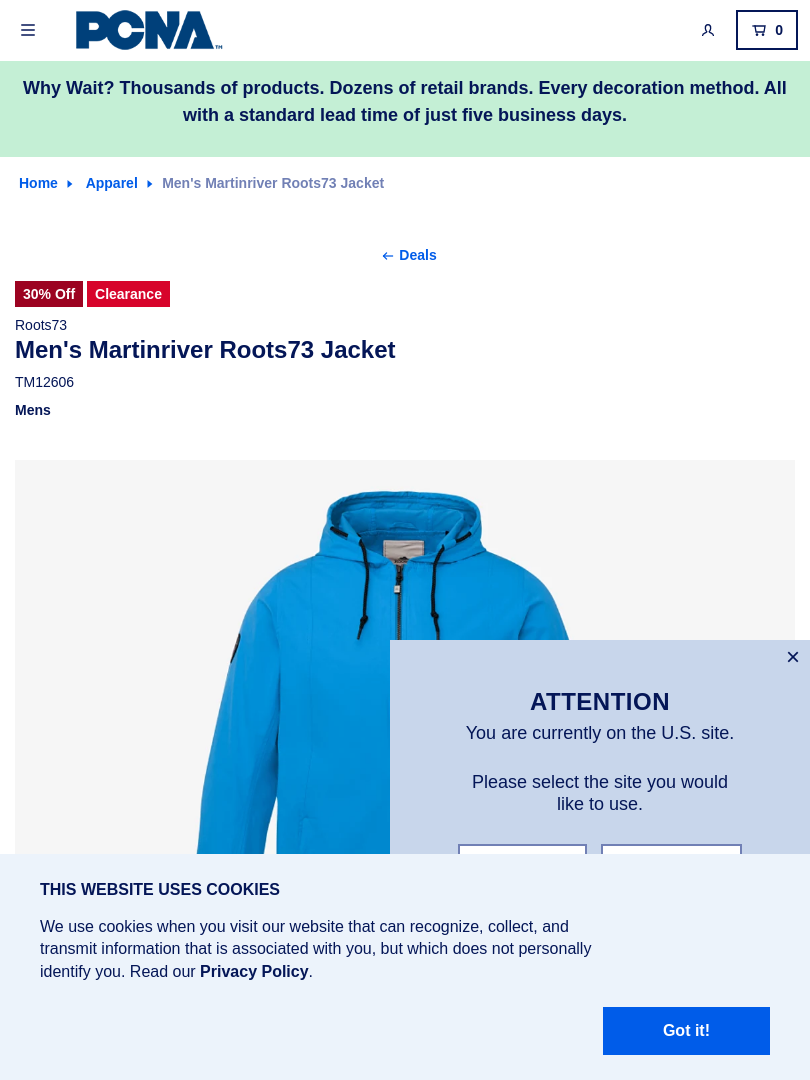 PCNA TM
0
Why Wait? Thousands of products. Dozens of retail brands. Every decoration method. All
with a standard lead time of just five business days.
Home Apparel Men's Martinriver Roots73 Jacket
Deals
30% Off Clearance
Roots73
Men's Martinriver Roots73 Jacket
TM12606
Mens
ATTENTION
You are currently on the U.S. site.
Please select the site you would
like to use.
THIS WEBSITE USES COOKIES
We use cookies when you visit our website that can recognize, collect, and
transmit information that is associated with you, but which does not personally
identify you. Read our Privacy Policy.
Got it!